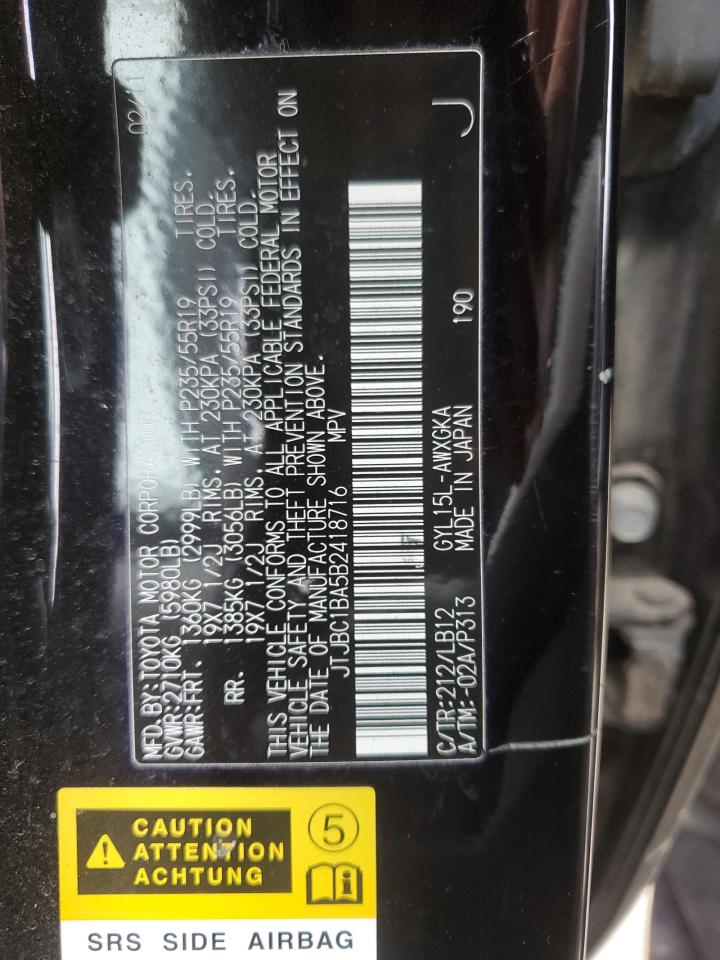 MFD. BY: TOYOTA MOTOR CORPORATION 02/11
GVWR: 2710KG (5980LB)
GAWR: FRT. 1360KG (2999LB) WITH P235/55R19 TIRES.
19X7 1/2J RIMS. AT 230KPA (33PSI) COLD.
RR. 1385KG (3056LB) WITH P235/55R19 TIRES.
19X7 1/2J RIMS. AT 230KPA (33PSI) COLD.
THIS VEHICLE CONFORMS TO ALL APPLICABLE FEDERAL MOTOR
VEHICLE SAFETY AND THEFT PREVENTION STANDARDS IN EFFECT ON
THE DATE OF MANUFACTURE SHOWN ABOVE.
JTJBC1BA5B2418716 MPV
C/TR: 212/LB12 GYL15L-AWXGKA 190
A/TM: -02A/P313 MADE IN JAPAN J
CAUTION
ATTENTION
ACHTUNG
5
i
SRS SIDE AIRBAG